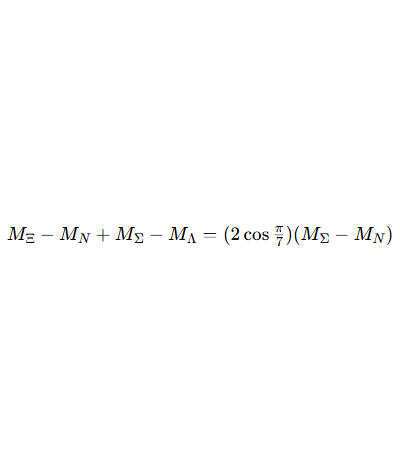 M_Ξ − M_N + M_Σ − M_Λ = (2 cos π/7)(M_Σ − M_N)